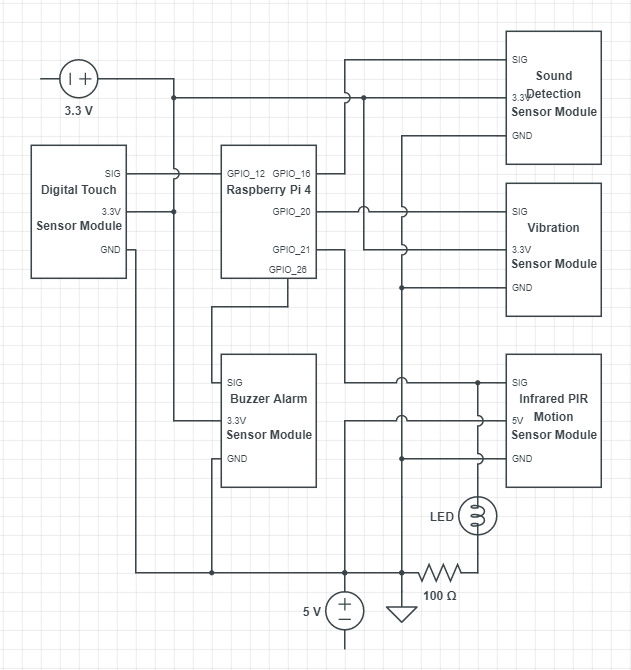 3.3 V
SIG
Digital Touch
3.3V
Sensor Module
GND
GPIO_12
GPIO_16
Raspberry Pi 4
GPIO_20
GPIO_21
GPIO_26
SIG
Sound
Detection
3.3V
Sensor Module
GND
SIG
Vibration
3.3V
Sensor Module
GND
SIG
Buzzer Alarm
3.3V
Sensor Module
GND
SIG
Infrared PIR
Motion
5V
Sensor Module
GND
LED
100 Ω
5 V